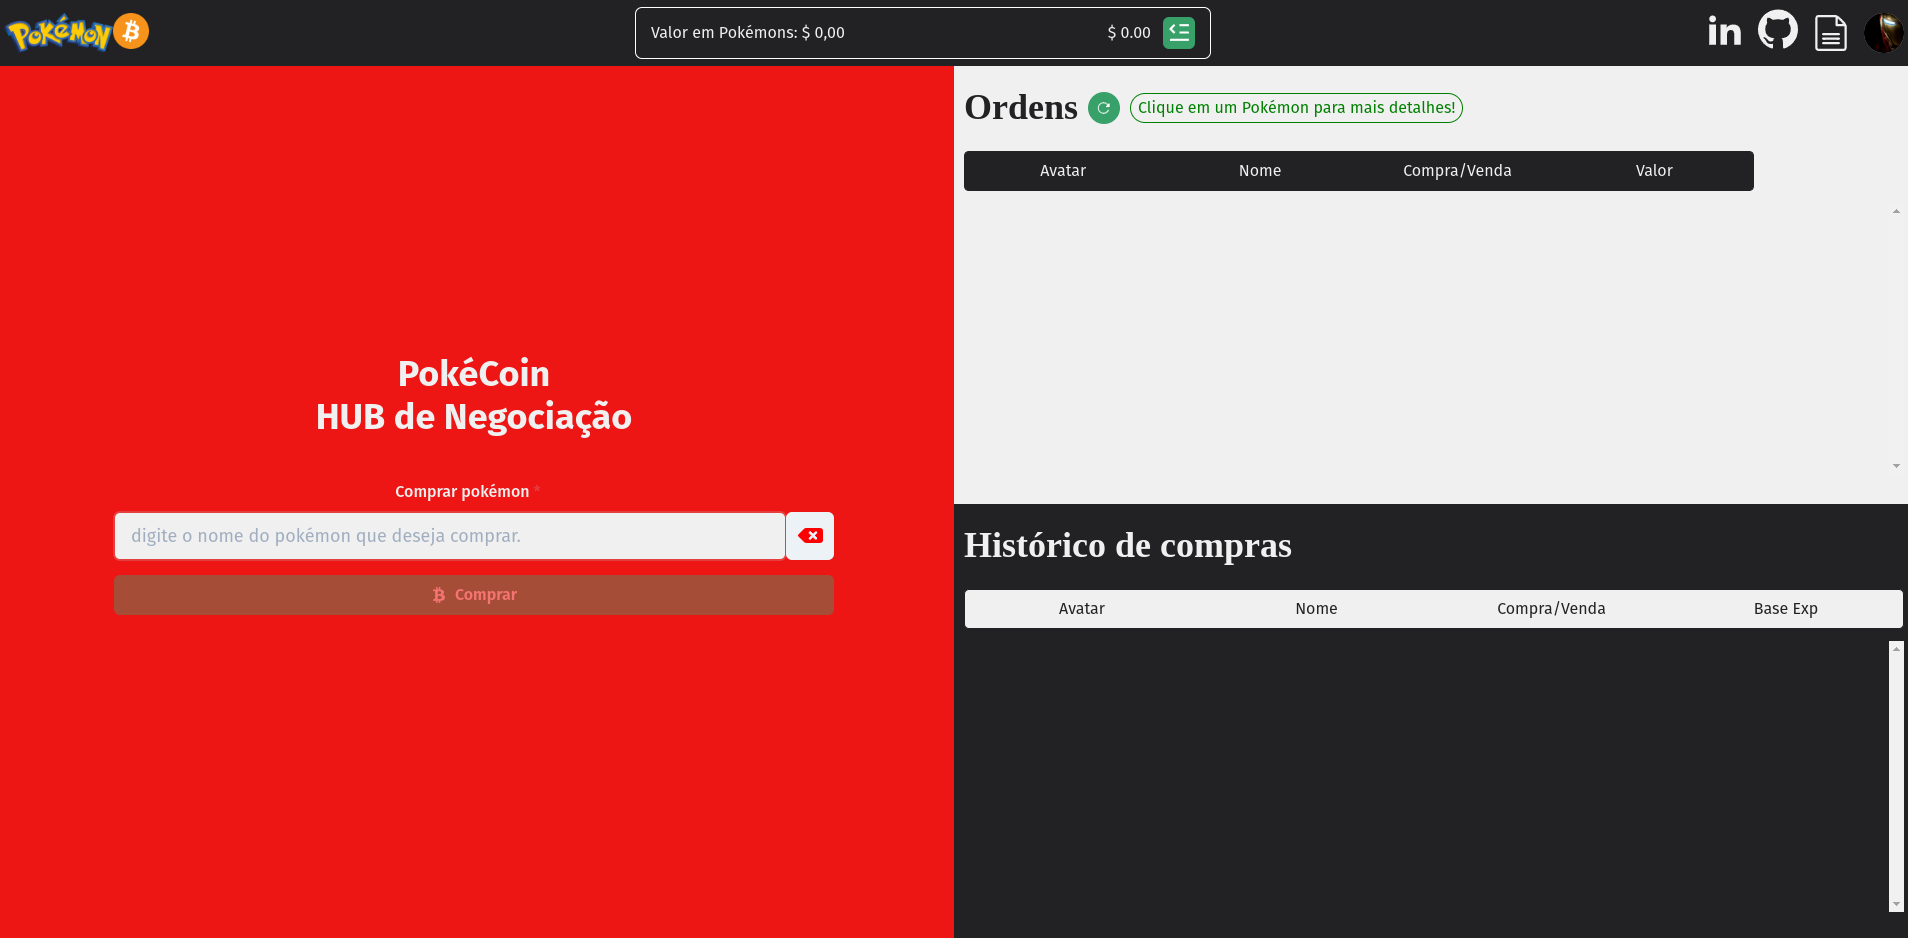 POKéMON
Valor em Pokémons: $ 0,00
$ 0.00
in
PokéCoin
HUB de Negociação
Comprar pokémon *
digite o nome do pokémon que deseja comprar.
Comprar
Ordens
Clique em um Pokémon para mais detalhes!
Avatar Nome Compra/Venda Valor
Histórico de compras
Avatar Nome Compra/Venda Base Exp